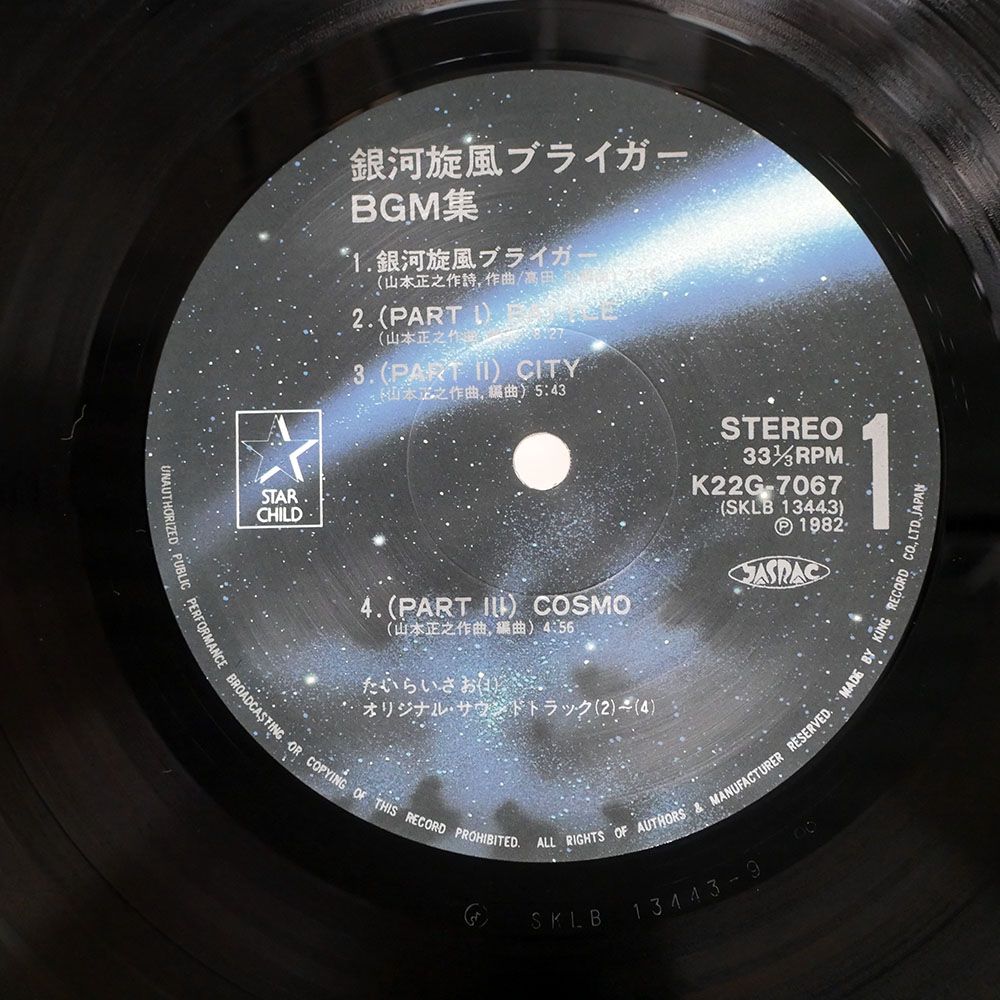 銀河旋風ブライガー
BGM集
1.銀河旋風ブライガー
(山本正之作詩,作曲/高田
2.(PART I) BATTLE
(山本正之作曲 :27
3.(PART II) CITY
(山本正之作曲,編曲) 5:43
STAR
CHILD
STEREO
33 1/3 RPM
K22G-7067
(SKLB 13443)
Ⓟ 1982
1
JASRAC
4.(PART III) COSMO
(山本正之作曲,編曲) 4:56
たいらいさお(1)
オリジナル・サウンドトラック(2)~(4)
UNAUTHORIZED PUBLIC PERFORMANCE BROADCASTING OR COPYING OF THIS RECORD PROHIBITED. ALL RIGHTS OF AUTHORS & MANUFACTURER RESERVED. MADE BY KING RECORD CO.,LTD.JAPAN
SKLB 13443-9